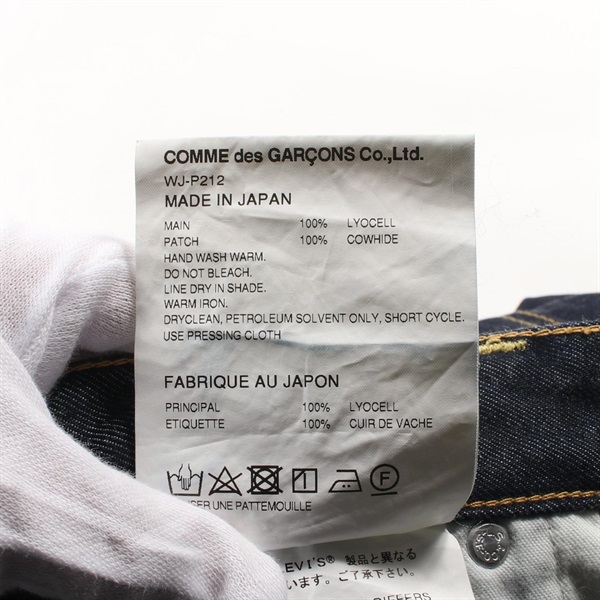 COMME des GARÇONS Co.,Ltd.
WJ-P212
MADE IN JAPAN
MAIN 100% LYOCELL
PATCH 100% COWHIDE
HAND WASH WARM.
DO NOT BLEACH.
LINE DRY IN SHADE.
WARM IRON.
DRYCLEAN, PETROLEUM SOLVENT ONLY, SHORT CYCLE.
USE PRESSING CLOTH
FABRIQUE AU JAPON
PRINCIPAL 100% LYOCELL
ETIQUETTE 100% CUIR DE VACHE
UNE PATTEMOUILLE
EVI'S® 製品と異なる
います。ご了承下さい。
DIFFERS